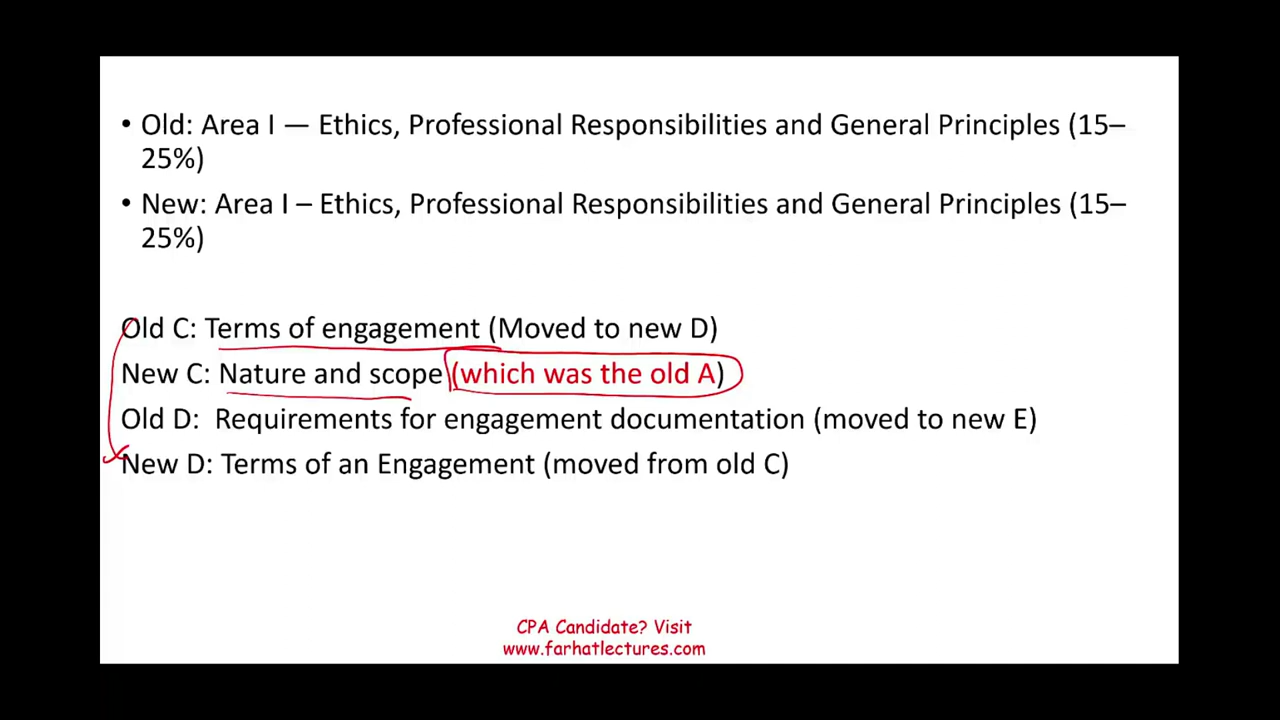 • Old: Area I — Ethics, Professional Responsibilities and General Principles (15–
25%)
• New: Area I – Ethics, Professional Responsibilities and General Principles (15–
25%)
Old C: Terms of engagement (Moved to new D)
New C: Nature and scope (which was the old A)
Old D:  Requirements for engagement documentation (moved to new E)
New D: Terms of an Engagement (moved from old C)
CPA Candidate? Visit
www.farhatlectures.com